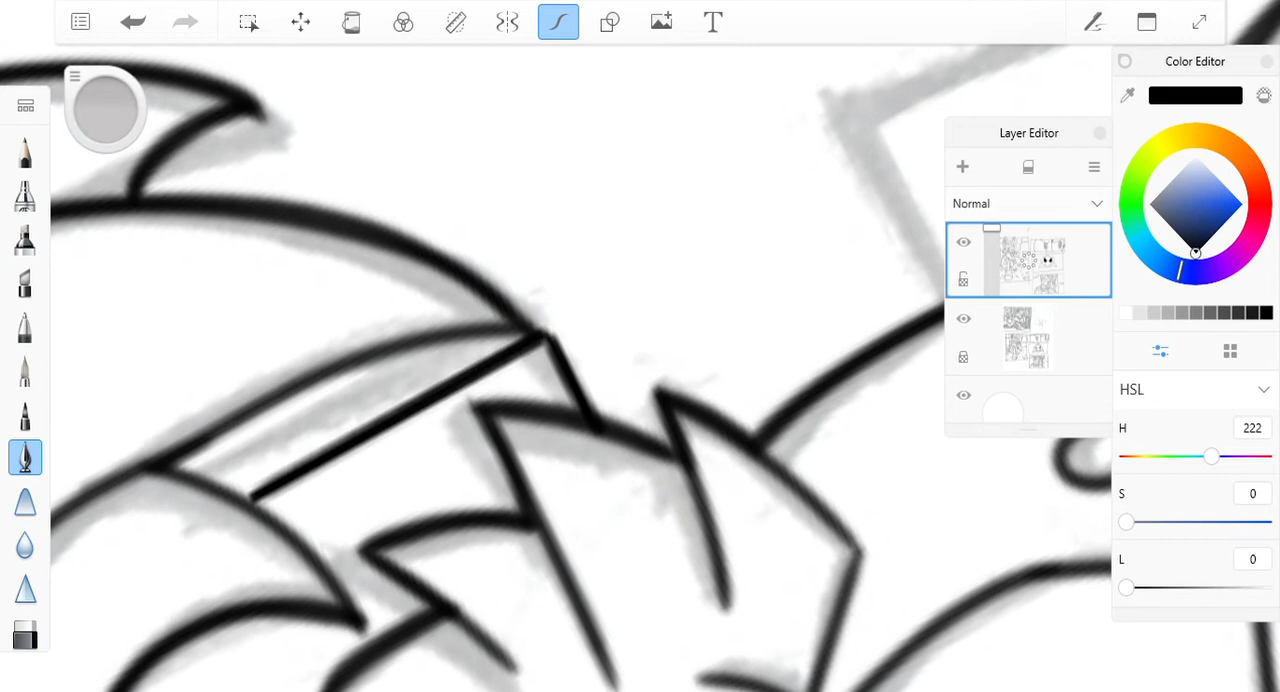 T
Color Editor
Layer Editor
Normal
HSL
H 222
S 0
L 0